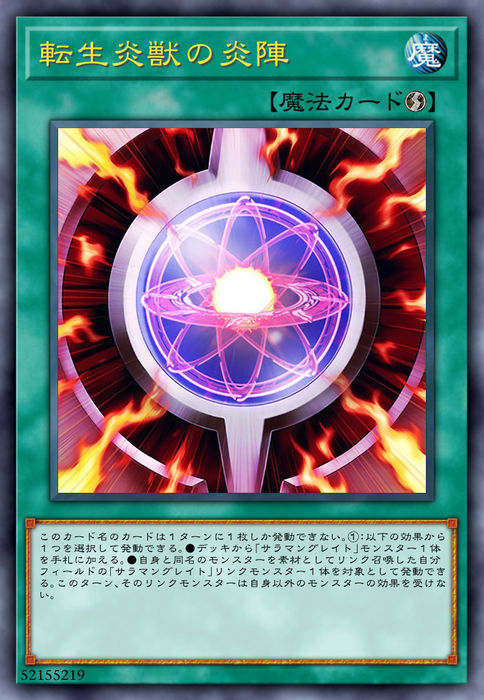 転生炎獣の炎陣
魔
【魔法カード】
このカード名のカードは１ターンに１枚しか発動できない。①：以下の効果から
１つを選択して発動できる。●デッキから「サラマングレイト」モンスター１体
を手札に加える。●自身と同名のモンスターを素材としてリンク召喚した自分
フィールドの「サラマングレイト」リンクモンスター１体を対象として発動でき
る。このターン、そのリンクモンスターは自身以外のモンスターの効果を受けな
い。
52155219